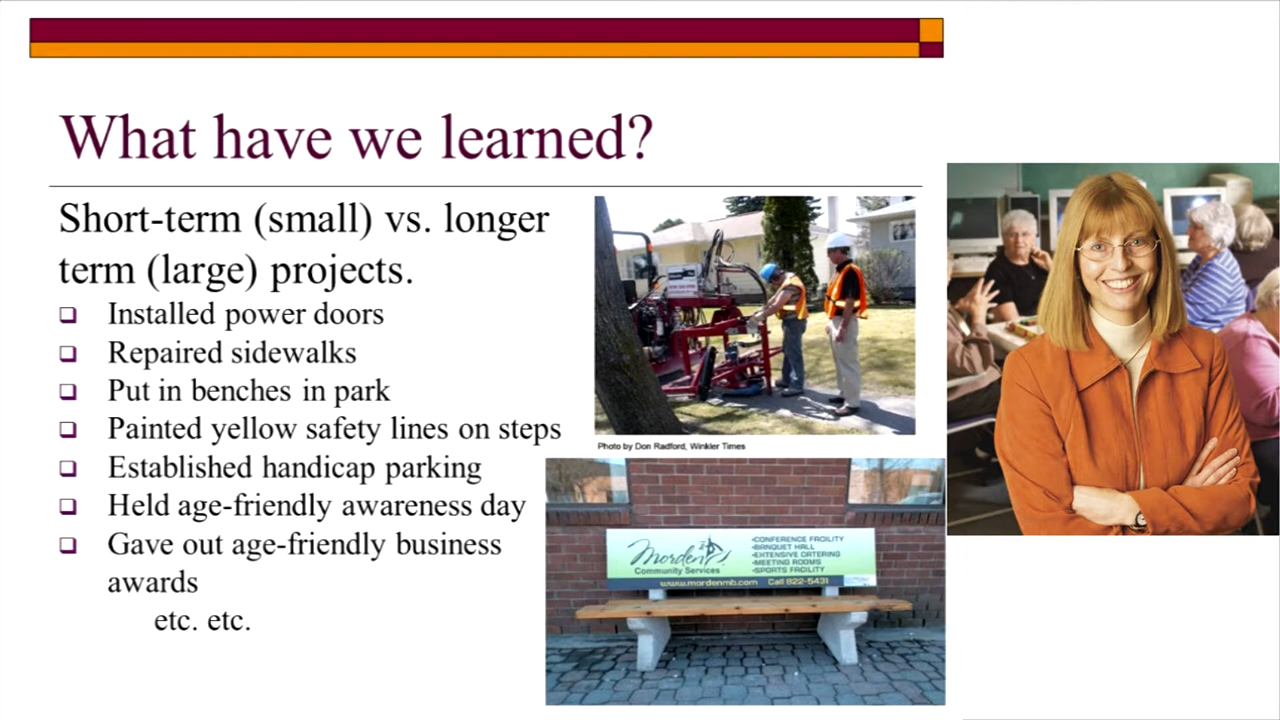 What have we learned?
Short-term (small) vs. longer
term (large) projects.
Installed power doors
Repaired sidewalks
Put in benches in park
Painted yellow safety lines on steps
Established handicap parking
Held age-friendly awareness day
Gave out age-friendly business
awards
etc. etc.
Photo by Don Radford, Winkler Times
Morden
Community Services
•CONFERENCE FACILITY
•BANQUET HALL
•EXTENSIVE CATERING
•MEETING ROOMS
•SPORTS FACILITY
www.mordenmb.com Call 822-5431